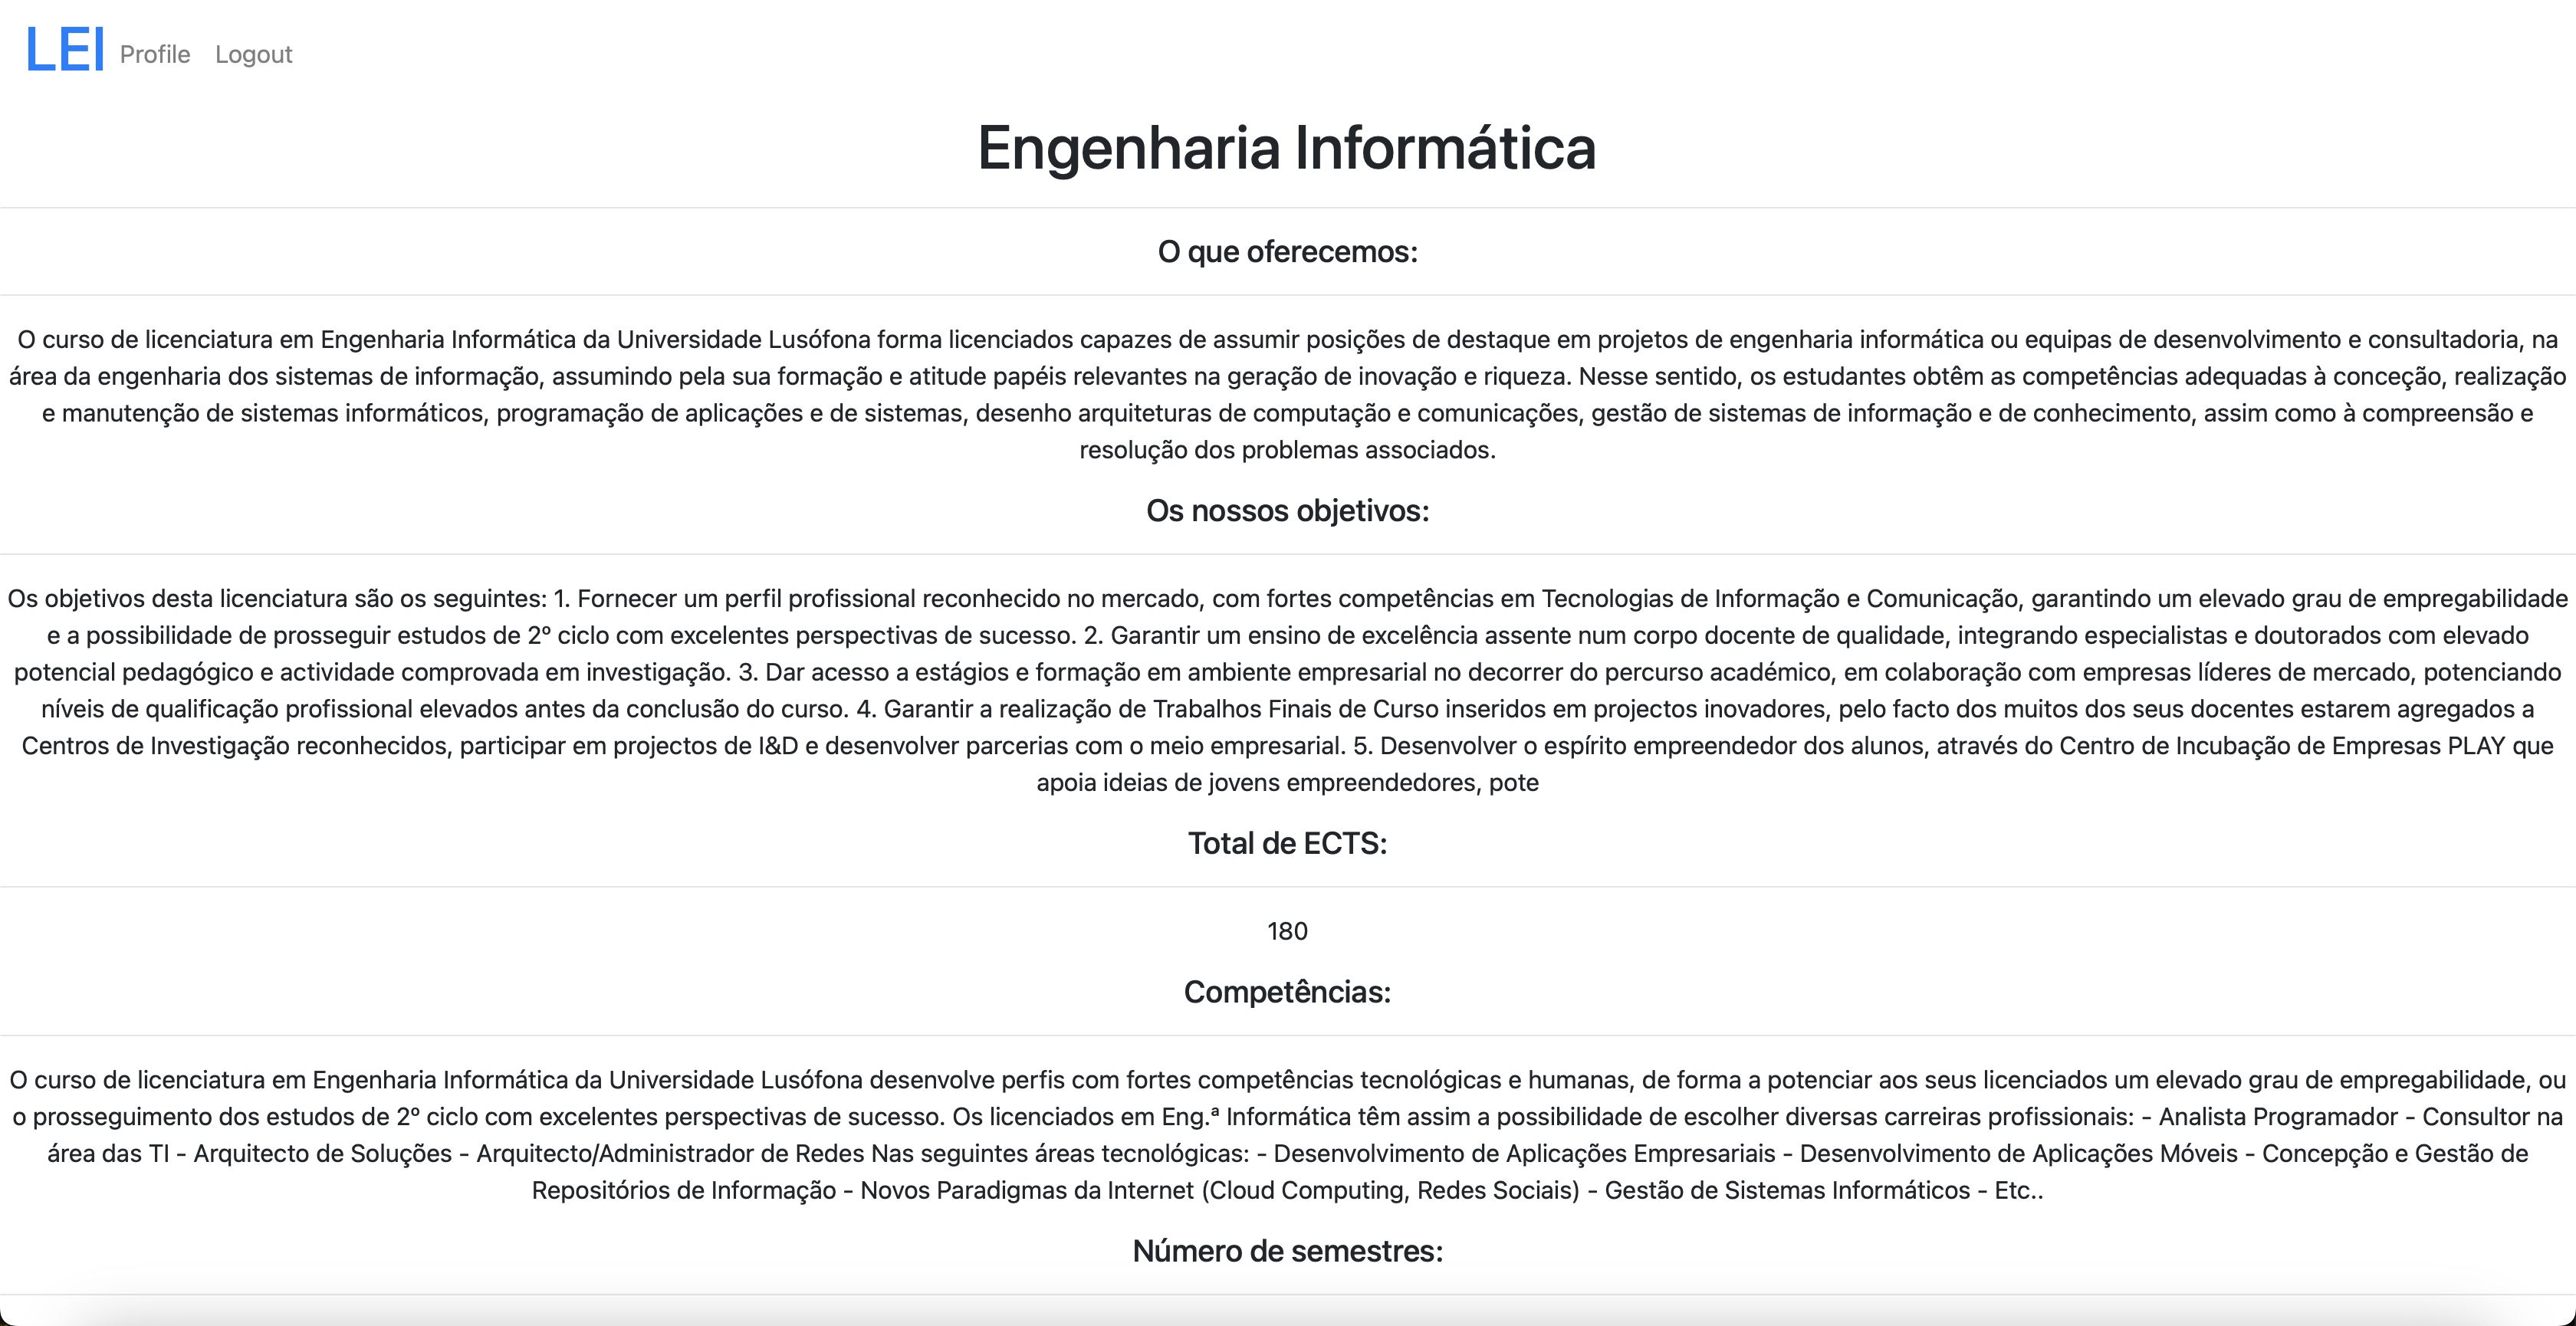 LEI Profile Logout
Engenharia Informática
O que oferecemos:
O curso de licenciatura em Engenharia Informática da Universidade Lusófona forma licenciados capazes de assumir posições de destaque em projetos de engenharia informática ou equipas de desenvolvimento e consultadoria, na
área da engenharia dos sistemas de informação, assumindo pela sua formação e atitude papéis relevantes na geração de inovação e riqueza. Nesse sentido, os estudantes obtêm as competências adequadas à conceção, realização
e manutenção de sistemas informáticos, programação de aplicações e de sistemas, desenho arquiteturas de computação e comunicações, gestão de sistemas de informação e de conhecimento, assim como à compreensão e
resolução dos problemas associados.
Os nossos objetivos:
Os objetivos desta licenciatura são os seguintes: 1. Fornecer um perfil profissional reconhecido no mercado, com fortes competências em Tecnologias de Informação e Comunicação, garantindo um elevado grau de empregabilidade
e a possibilidade de prosseguir estudos de 2º ciclo com excelentes perspectivas de sucesso. 2. Garantir um ensino de excelência assente num corpo docente de qualidade, integrando especialistas e doutorados com elevado
potencial pedagógico e actividade comprovada em investigação. 3. Dar acesso a estágios e formação em ambiente empresarial no decorrer do percurso académico, em colaboração com empresas líderes de mercado, potenciando
níveis de qualificação profissional elevados antes da conclusão do curso. 4. Garantir a realização de Trabalhos Finais de Curso inseridos em projectos inovadores, pelo facto dos muitos dos seus docentes estarem agregados a
Centros de Investigação reconhecidos, participar em projectos de I&D e desenvolver parcerias com o meio empresarial. 5. Desenvolver o espírito empreendedor dos alunos, através do Centro de Incubação de Empresas PLAY que
apoia ideias de jovens empreendedores, pote
Total de ECTS:
180
Competências:
O curso de licenciatura em Engenharia Informática da Universidade Lusófona desenvolve perfis com fortes competências tecnológicas e humanas, de forma a potenciar aos seus licenciados um elevado grau de empregabilidade, ou
o prosseguimento dos estudos de 2º ciclo com excelentes perspectivas de sucesso. Os licenciados em Eng.ª Informática têm assim a possibilidade de escolher diversas carreiras profissionais: - Analista Programador - Consultor na
área das TI - Arquitecto de Soluções - Arquitecto/Administrador de Redes Nas seguintes áreas tecnológicas: - Desenvolvimento de Aplicações Empresariais - Desenvolvimento de Aplicações Móveis - Concepção e Gestão de
Repositórios de Informação - Novos Paradigmas da Internet (Cloud Computing, Redes Sociais) - Gestão de Sistemas Informáticos - Etc..
Número de semestres: